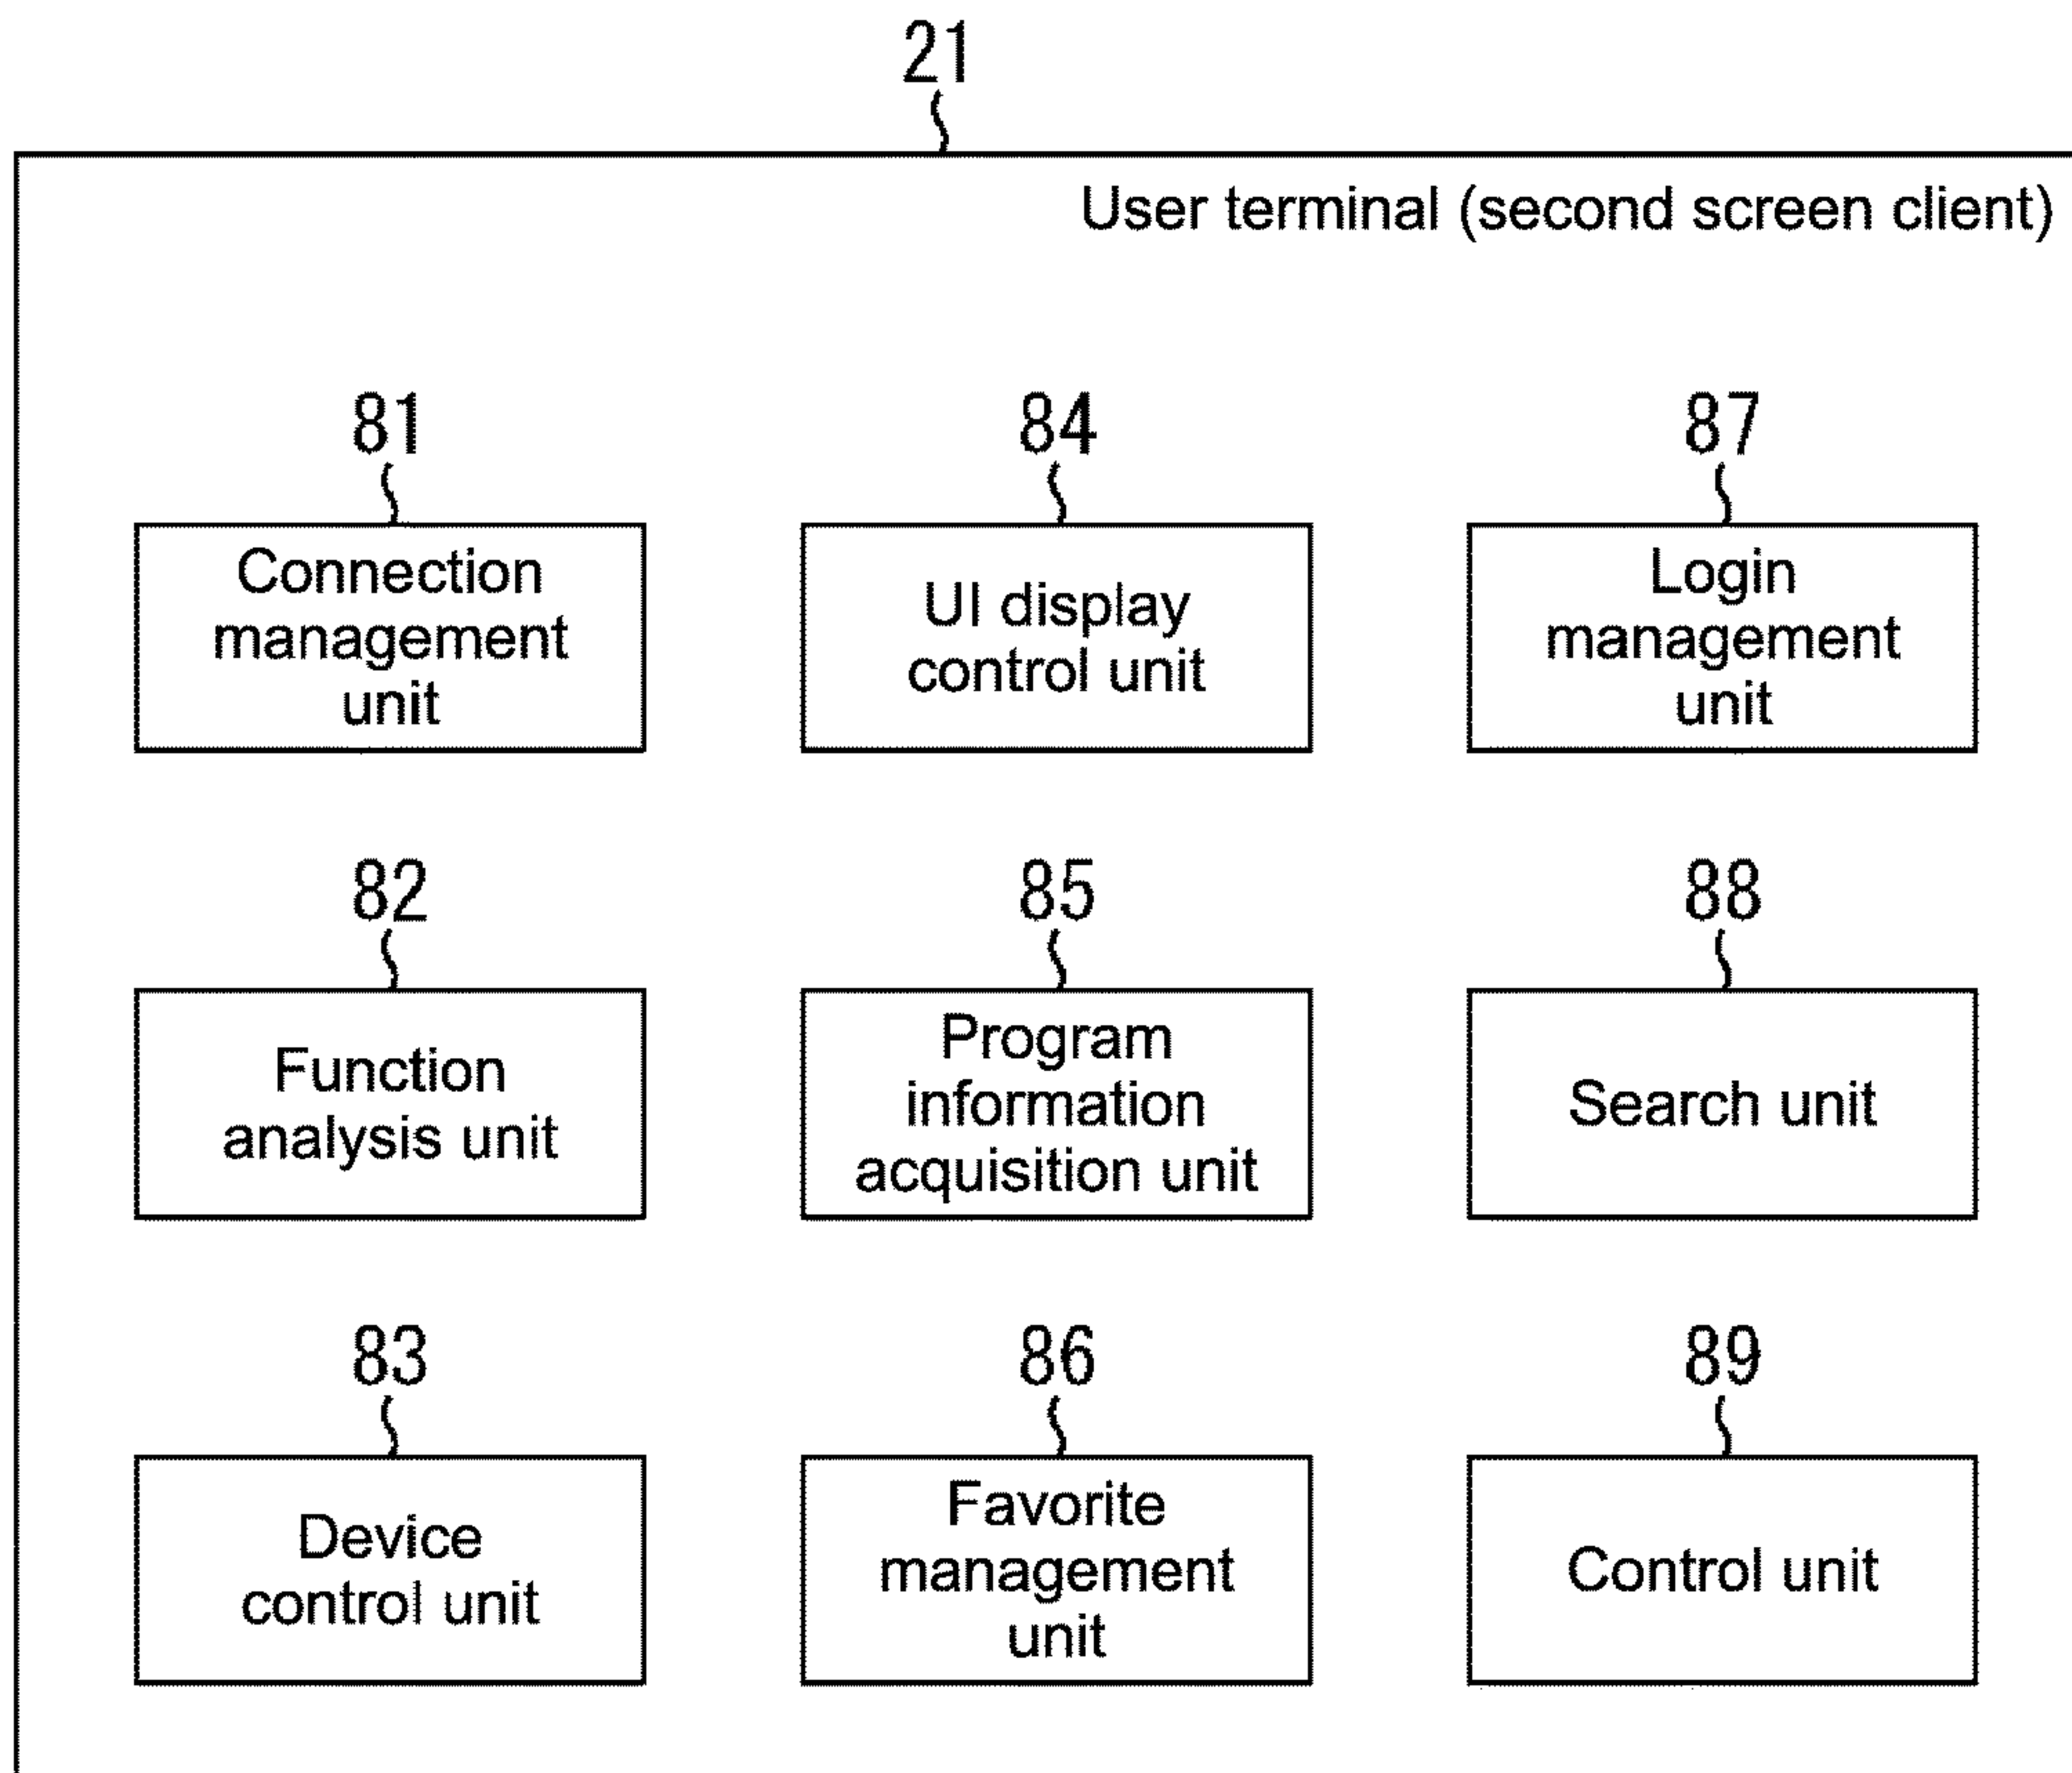 21
User terminal (second screen client)
81
Connection
management
unit
84
UI display
control unit
87
Login
management
unit
82
Function
analysis unit
85
Program
information
acquisition unit
88
Search unit
83
Device
control unit
86
Favorite
management
unit
89
Control unit